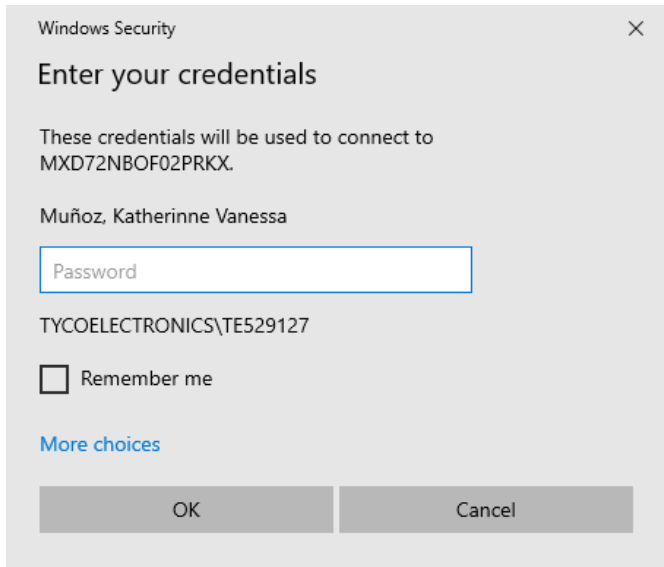 Windows Security
Enter your credentials
These credentials will be used to connect to
MXD72NBOF02PRKX.
Muñoz, Katherinne Vanessa
Password
TYCOELECTRONICS\TE529127
Remember me
More choices
OK
Cancel